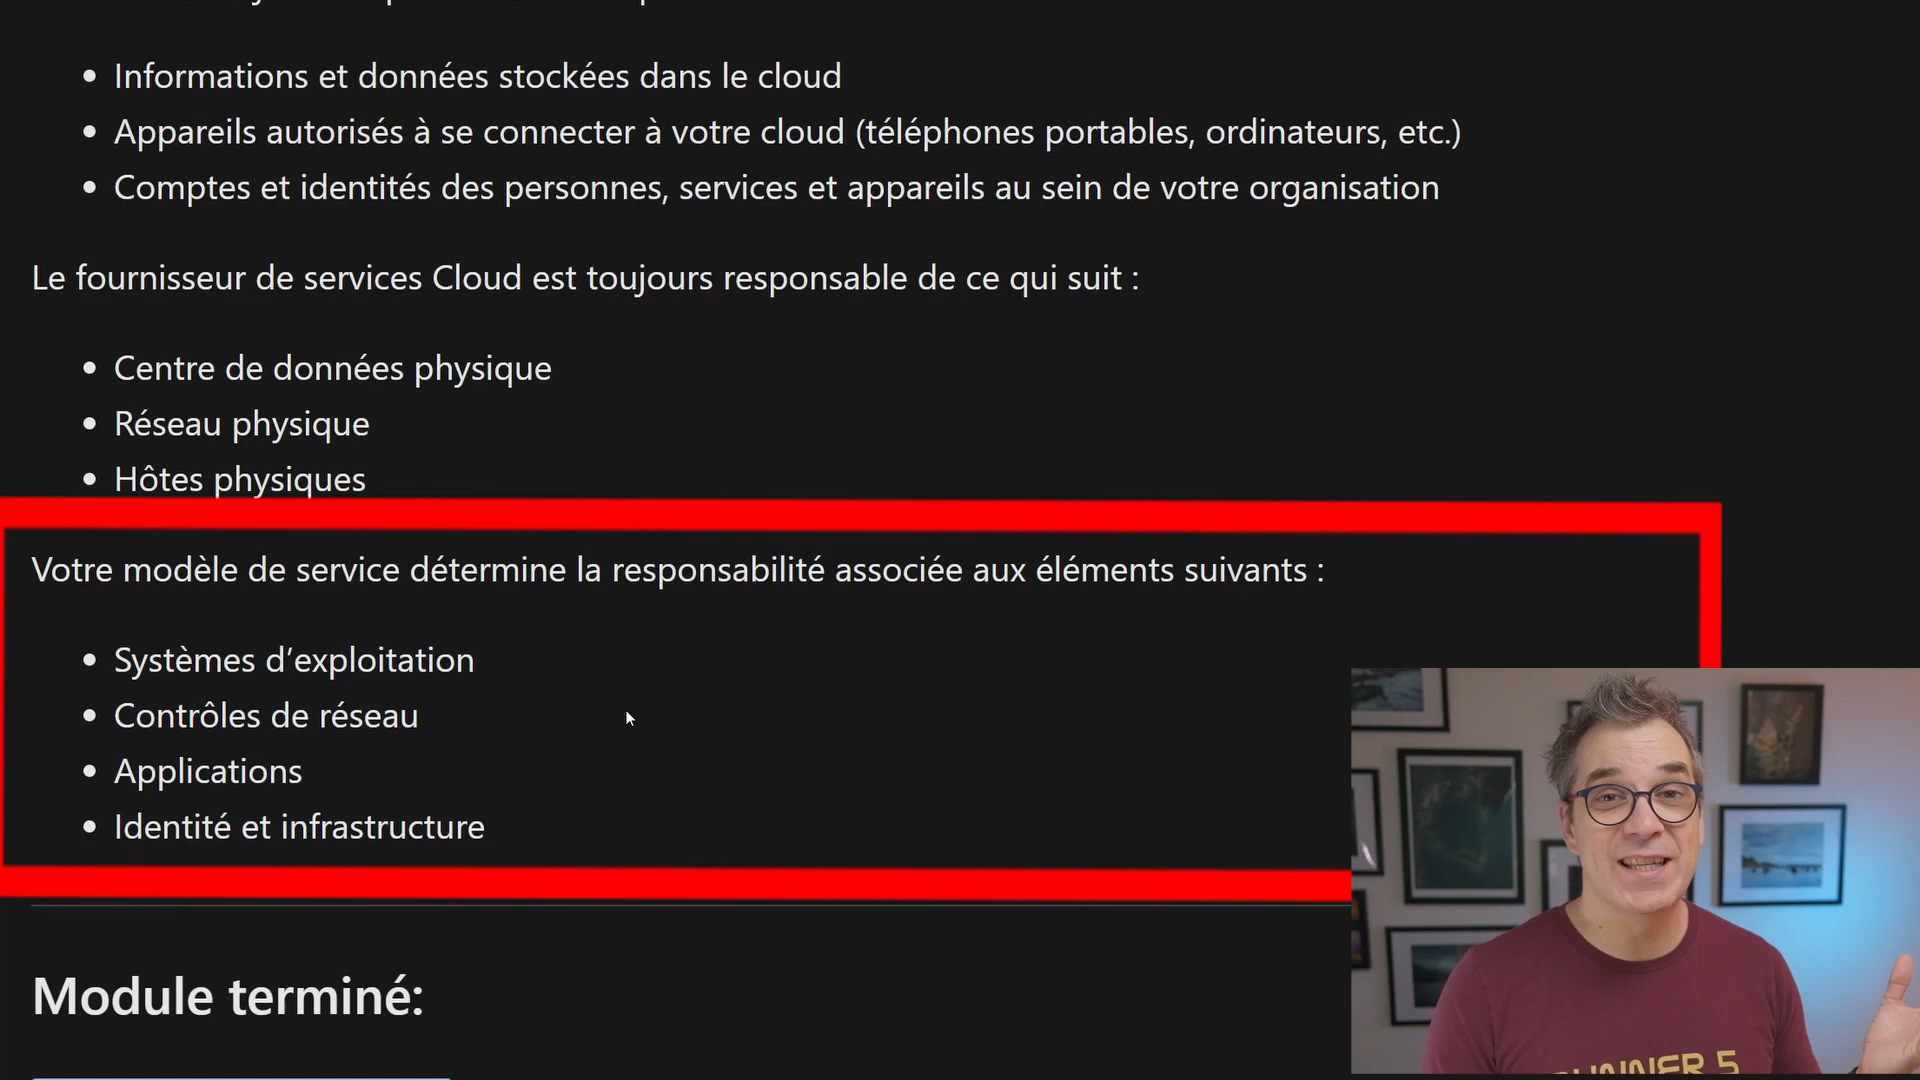 Informations et données stockées dans le cloud
Appareils autorisés à se connecter à votre cloud (téléphones portables, ordinateurs, etc.)
Comptes et identités des personnes, services et appareils au sein de votre organisation
Le fournisseur de services Cloud est toujours responsable de ce qui suit :
Centre de données physique
Réseau physique
Hôtes physiques
Votre modèle de service détermine la responsabilité associée aux éléments suivants :
Systèmes d’exploitation
Contrôles de réseau
Applications
Identité et infrastructure
Module terminé: